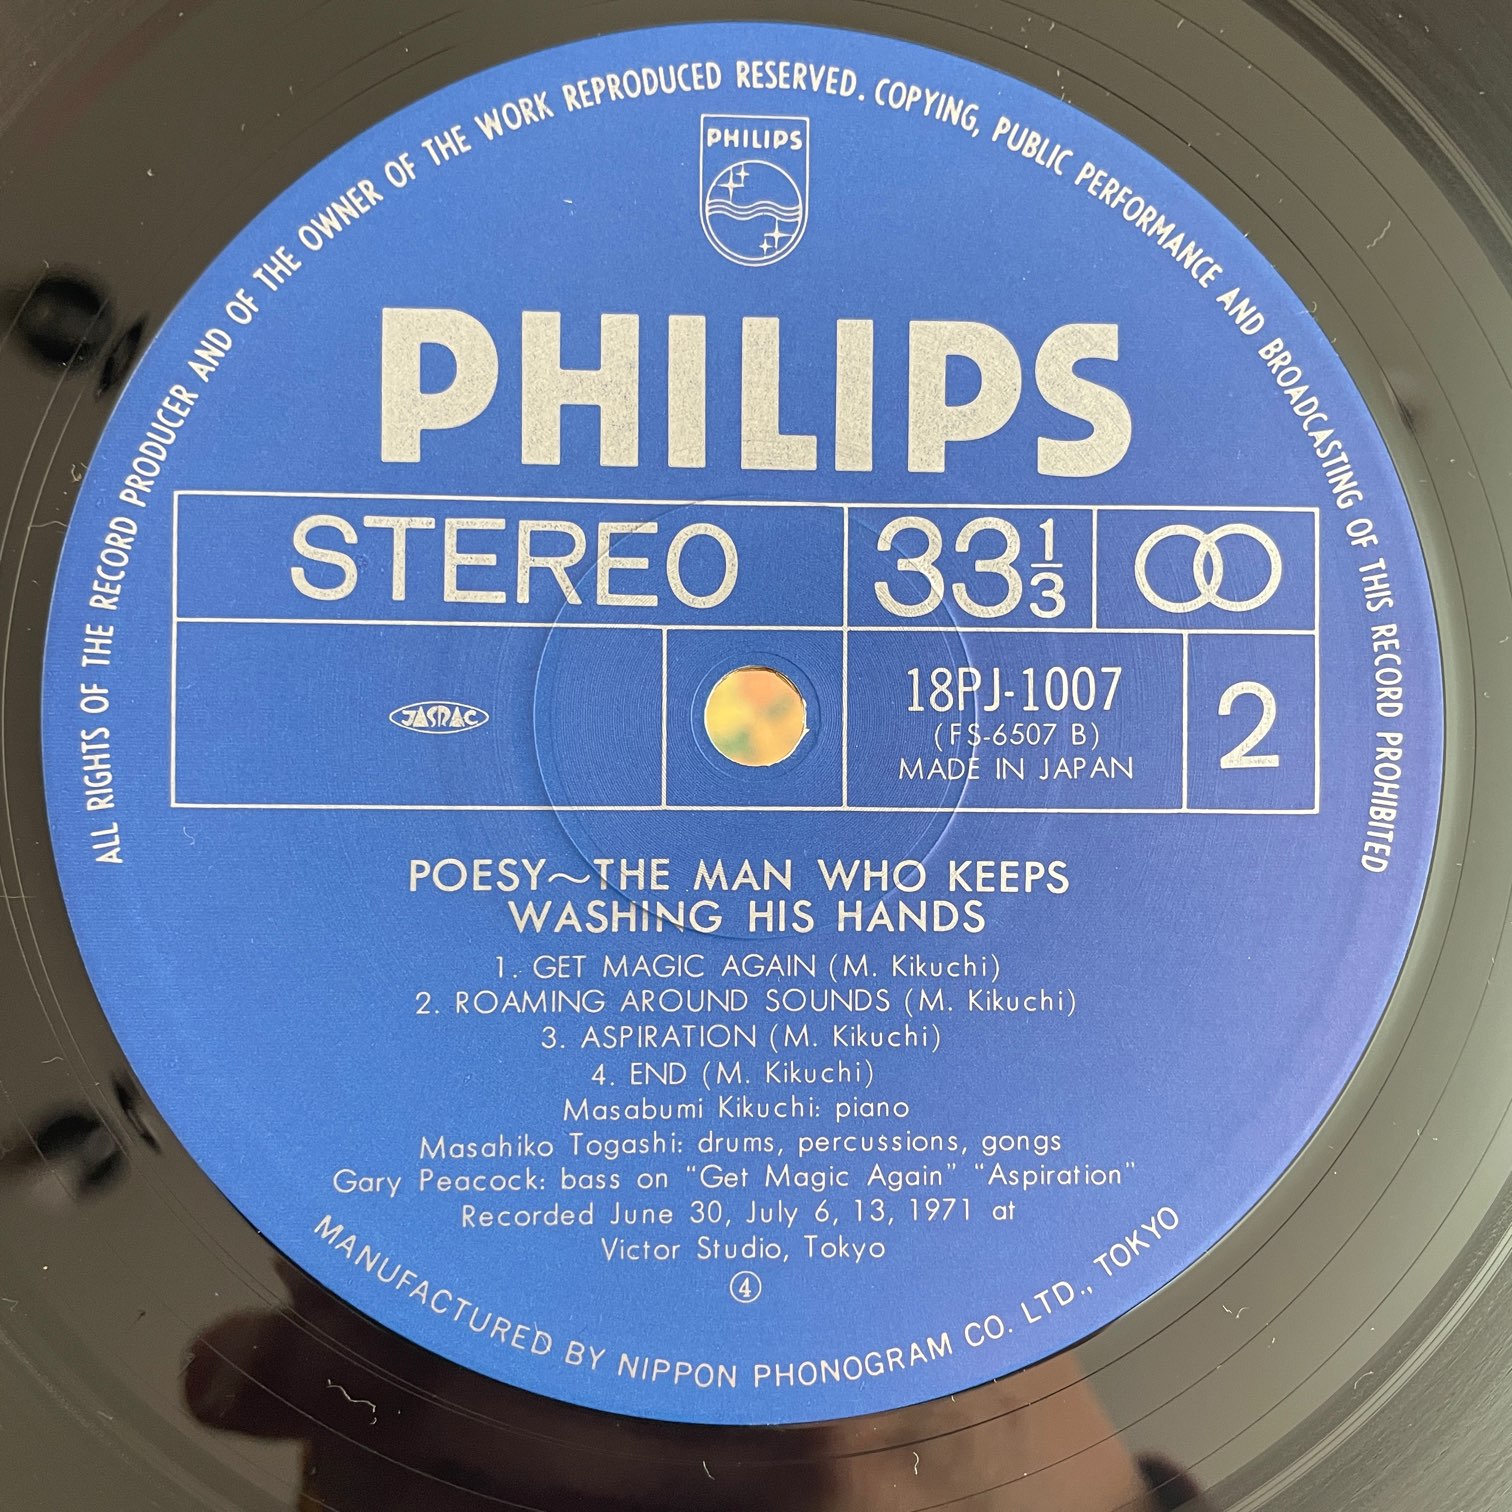 ALL RIGHTS OF THE RECORD PRODUCER AND OF THE OWNER OF THE WORK REPRODUCED RESERVED. COPYING, PUBLIC PERFORMANCE AND BROADCASTING OF THIS RECORD PROHIBITED
PHILIPS
PHILIPS
STEREO
33 1/3
JASRAC
18PJ-1007
(FS-6507 B)
MADE IN JAPAN
2
POESY～THE MAN WHO KEEPS
WASHING HIS HANDS
1. GET MAGIC AGAIN (M. Kikuchi)
2. ROAMING AROUND SOUNDS (M. Kikuchi)
3. ASPIRATION (M. Kikuchi)
4. END (M. Kikuchi)
Masabumi Kikuchi: piano
Masahiko Togashi: drums, percussions, gongs
Gary Peacock: bass on "Get Magic Again" "Aspiration"
Recorded June 30, July 6, 13, 1971 at
Victor Studio, Tokyo
④
MANUFACTURED BY NIPPON PHONOGRAM CO. LTD., TOKYO